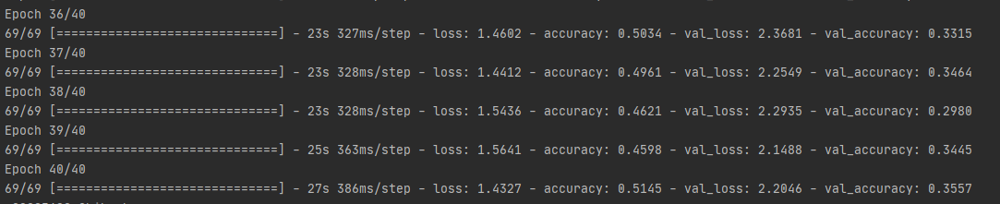 Epoch 36/40
69/69 [==============================] - 23s 327ms/step - loss: 1.4602 - accuracy: 0.5034 - val_loss: 2.3681 - val_accuracy: 0.3315
Epoch 37/40
69/69 [==============================] - 23s 328ms/step - loss: 1.4412 - accuracy: 0.4961 - val_loss: 2.2549 - val_accuracy: 0.3464
Epoch 38/40
69/69 [==============================] - 23s 328ms/step - loss: 1.5436 - accuracy: 0.4621 - val_loss: 2.2935 - val_accuracy: 0.2980
Epoch 39/40
69/69 [==============================] - 25s 363ms/step - loss: 1.5641 - accuracy: 0.4598 - val_loss: 2.1488 - val_accuracy: 0.3445
Epoch 40/40
69/69 [==============================] - 27s 386ms/step - loss: 1.4327 - accuracy: 0.5145 - val_loss: 2.2046 - val_accuracy: 0.3557